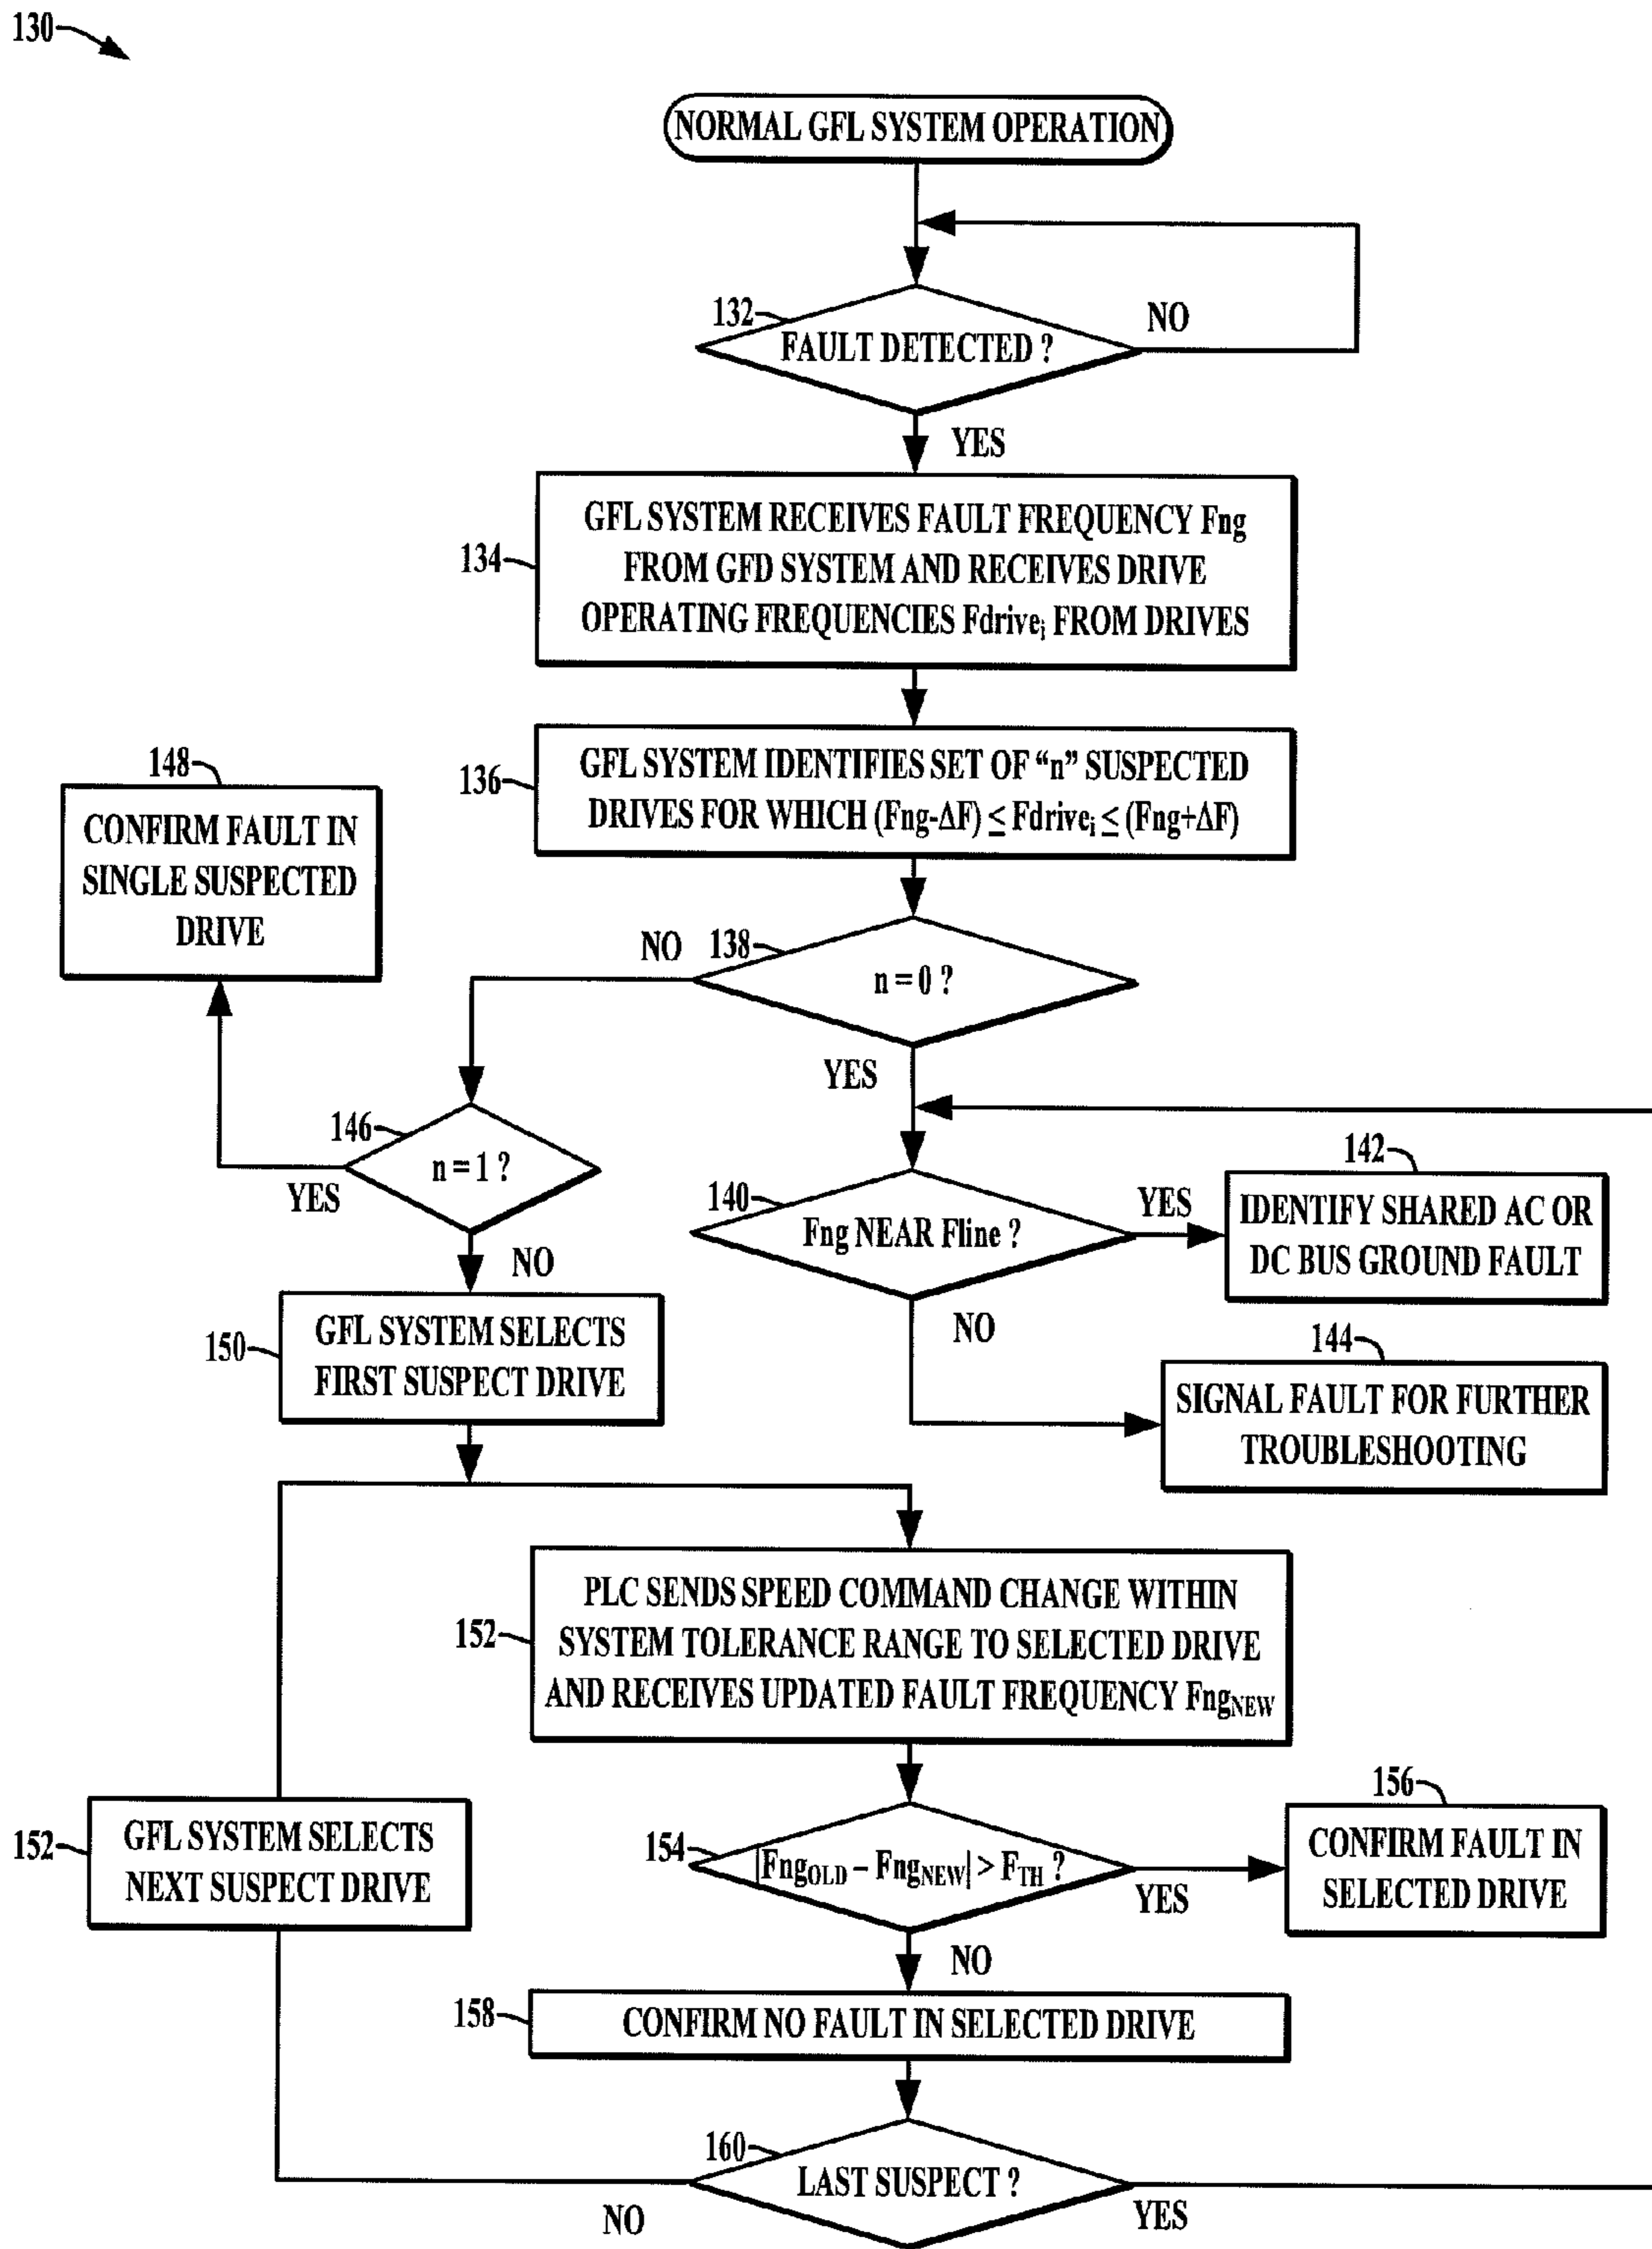 130
NORMAL GFL SYSTEM OPERATION
132
FAULT DETECTED ?
NO
YES
134
GFL SYSTEM RECEIVES FAULT FREQUENCY Fng
FROM GFD SYSTEM AND RECEIVES DRIVE
OPERATING FREQUENCIES Fdriveᵢ FROM DRIVES
136
GFL SYSTEM IDENTIFIES SET OF “n” SUSPECTED
DRIVES FOR WHICH (Fng-ΔF) ≤ Fdriveᵢ ≤ (Fng+ΔF)
148
CONFIRM FAULT IN
SINGLE SUSPECTED
DRIVE
NO
138
n = 0 ?
YES
146
n = 1 ?
YES
NO
140
Fng NEAR Fline ?
YES
142
IDENTIFY SHARED AC OR
DC BUS GROUND FAULT
NO
144
SIGNAL FAULT FOR FURTHER
TROUBLESHOOTING
150
GFL SYSTEM SELECTS
FIRST SUSPECT DRIVE
152
PLC SENDS SPEED COMMAND CHANGE WITHIN
SYSTEM TOLERANCE RANGE TO SELECTED DRIVE
AND RECEIVES UPDATED FAULT FREQUENCY FngNEW
152
GFL SYSTEM SELECTS
NEXT SUSPECT DRIVE
154
|FngOLD – FngNEW| > FTH ?
YES
156
CONFIRM FAULT IN
SELECTED DRIVE
NO
158
CONFIRM NO FAULT IN SELECTED DRIVE
160
LAST SUSPECT ?
NO
YES